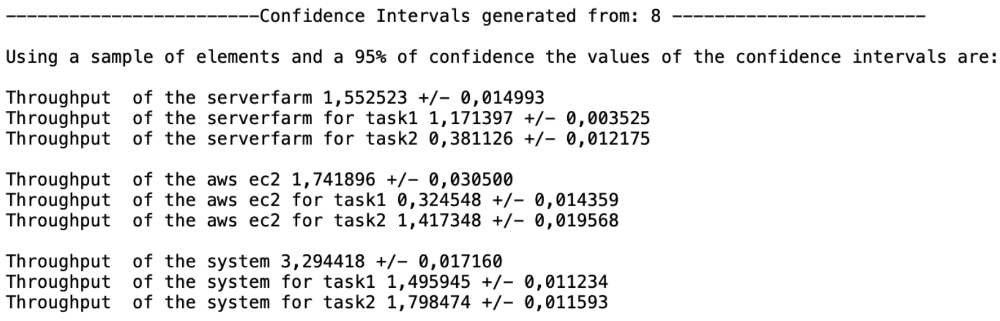 ------------------------Confidence Intervals generated from: 8 ------------------------
Using a sample of elements and a 95% of confidence the values of the confidence intervals are:
Throughput  of the serverfarm 1,552523 +/- 0,014993
Throughput  of the serverfarm for task1 1,171397 +/- 0,003525
Throughput  of the serverfarm for task2 0,381126 +/- 0,012175
Throughput  of the aws ec2 1,741896 +/- 0,030500
Throughput  of the aws ec2 for task1 0,324548 +/- 0,014359
Throughput  of the aws ec2 for task2 1,417348 +/- 0,019568
Throughput  of the system 3,294418 +/- 0,017160
Throughput  of the system for task1 1,495945 +/- 0,011234
Throughput  of the system for task2 1,798474 +/- 0,011593